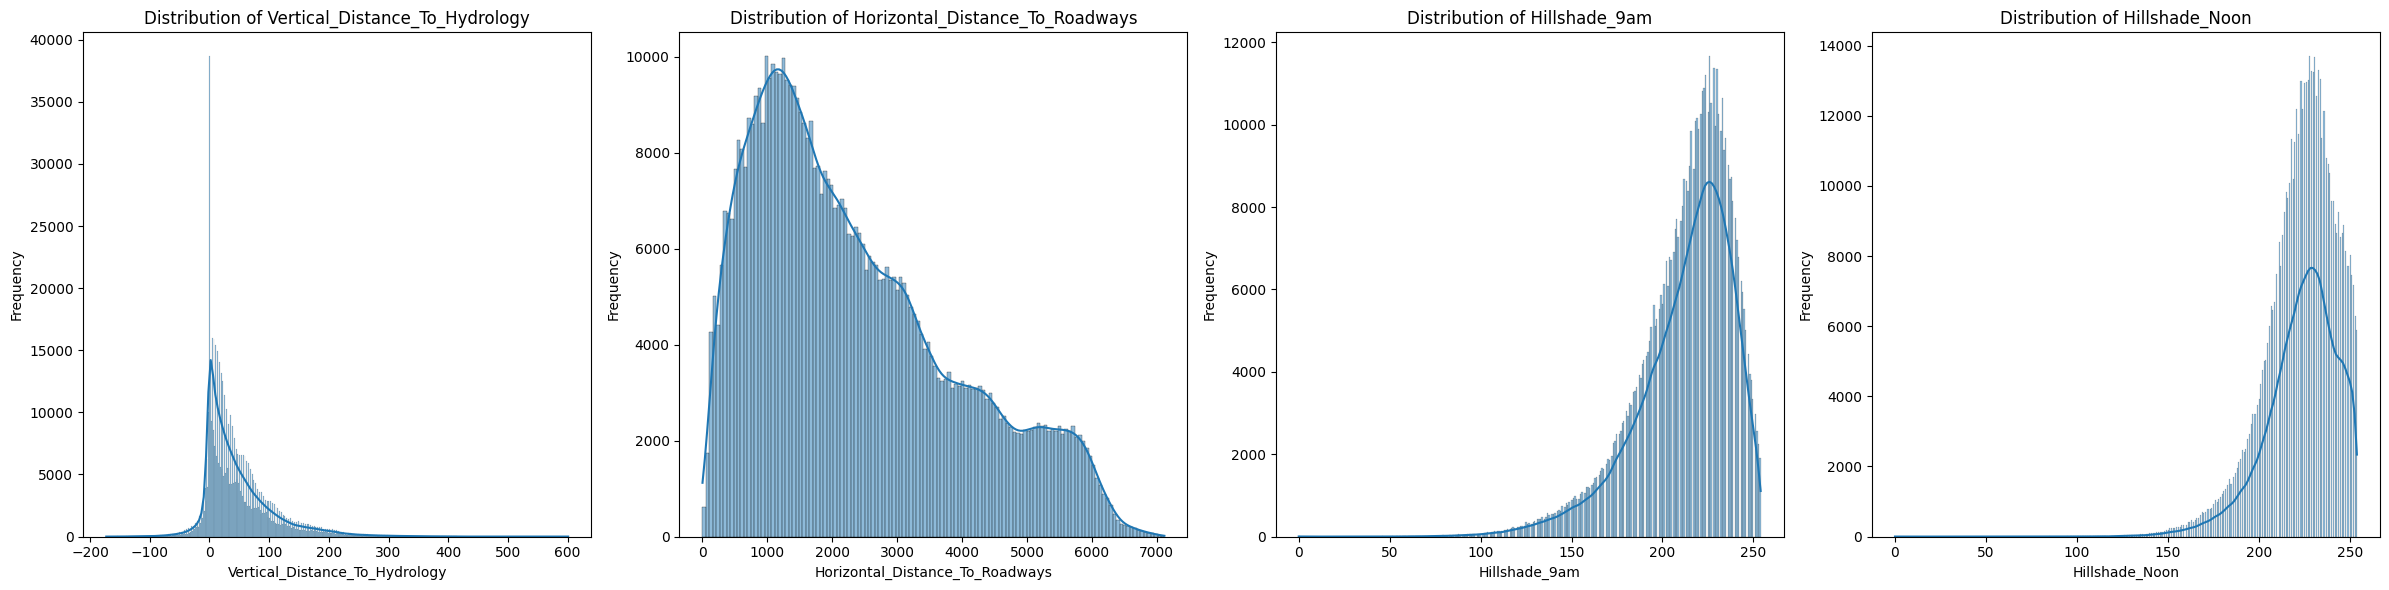 Distribution of Vertical_Distance_To_Hydrology
40000
35000
30000
25000
20000
15000
10000
5000
0
Frequency
−200 −100 0 100 200 300 400 500 600
Vertical_Distance_To_Hydrology
Distribution of Horizontal_Distance_To_Roadways
10000
8000
6000
4000
2000
0
Frequency
0 1000 2000 3000 4000 5000 6000 7000
Horizontal_Distance_To_Roadways
Distribution of Hillshade_9am
12000
10000
8000
6000
4000
2000
0
Frequency
0 50 100 150 200 250
Hillshade_9am
Distribution of Hillshade_Noon
14000
12000
10000
8000
6000
4000
2000
0
Frequency
0 50 100 150 200 250
Hillshade_Noon